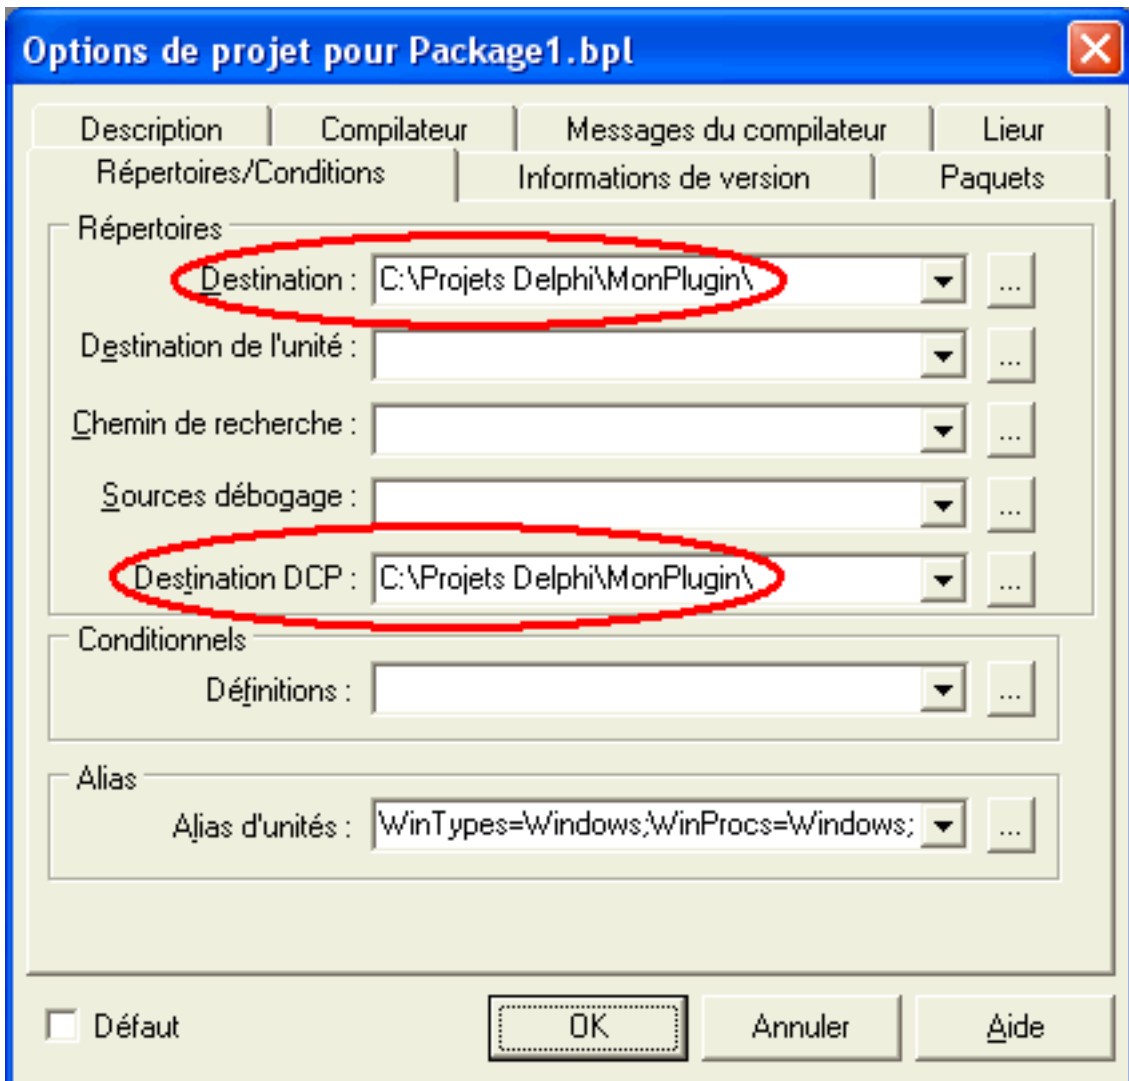 Options de projet pour Package1.bpl
Description Compilateur Messages du compilateur Lieur
Répertoires/Conditions Informations de version Paquets
Répertoires
Destination : C:\Projets Delphi\MonPlugin\ ...
Destination de l'unité : ...
Chemin de recherche : ...
Sources débogage : ...
Destination DCP : C:\Projets Delphi\MonPlugin\ ...
Conditionnels
Définitions : ...
Alias
Alias d'unités : WinTypes=Windows;WinProcs=Windows; ...
Défaut OK Annuler Aide